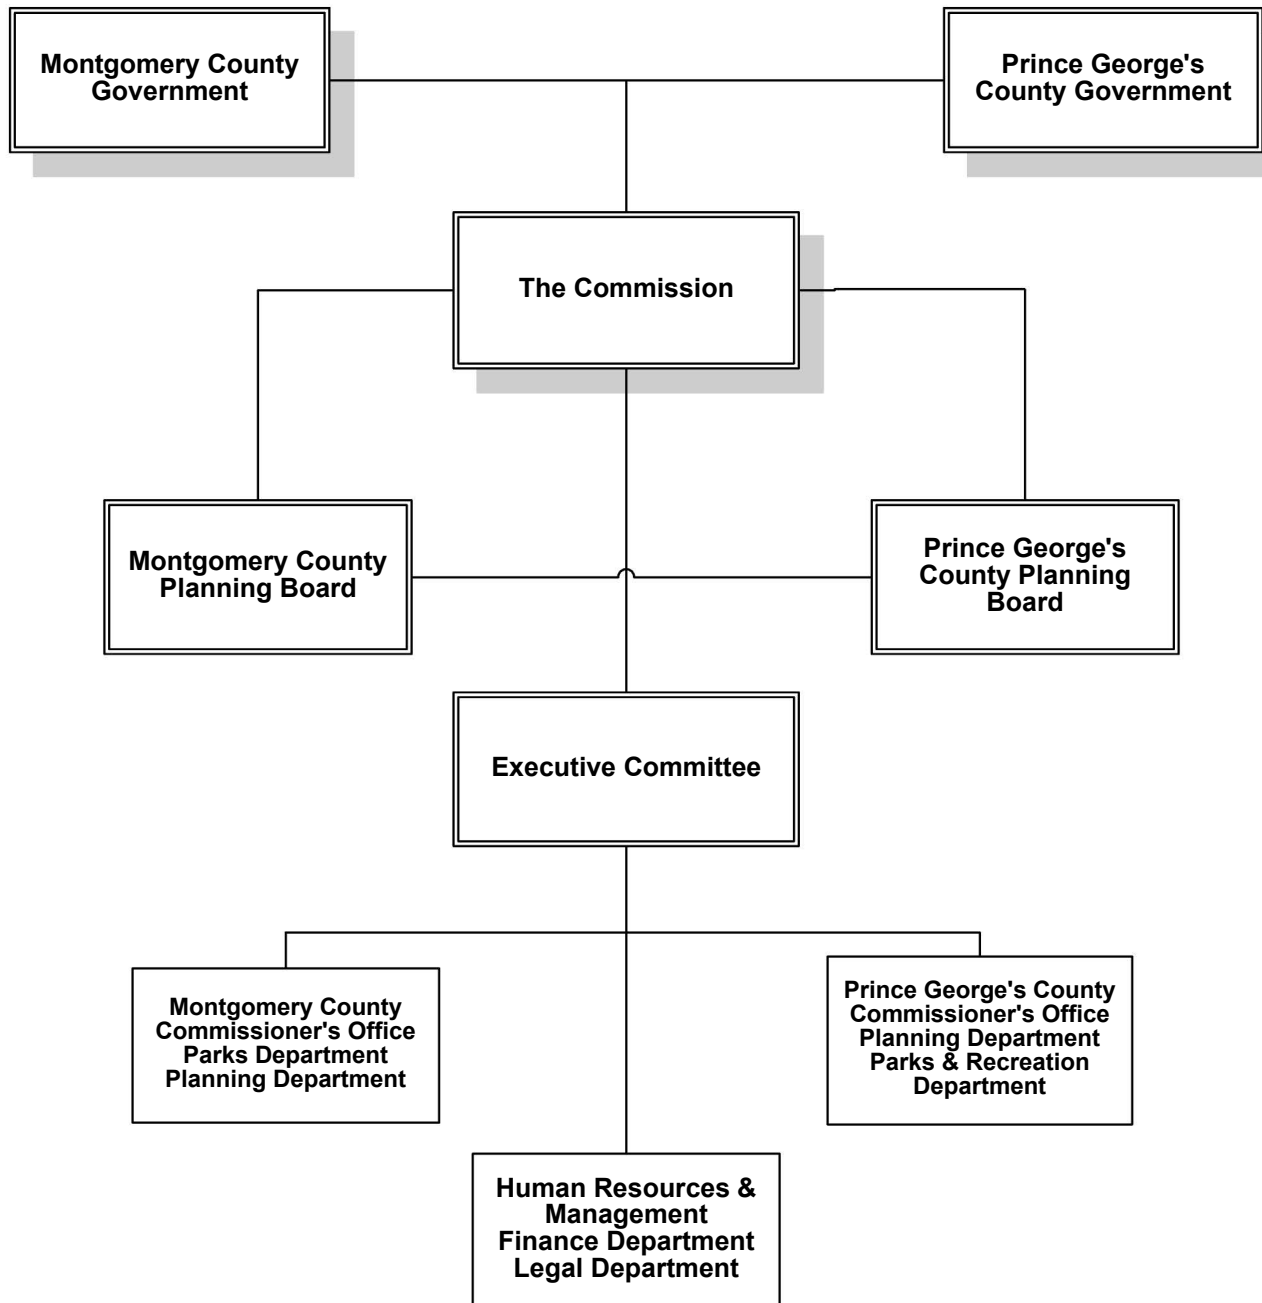 Montgomery County
Government
Prince George's
County Government
The Commission
Montgomery County
Planning Board
Prince George's
County Planning
Board
Executive Committee
Montgomery County
Commissioner's Office
Parks Department
Planning Department
Prince George's County
Commissioner's Office
Planning Department
Parks & Recreation
Department
Human Resources &
Management
Finance Department
Legal Department